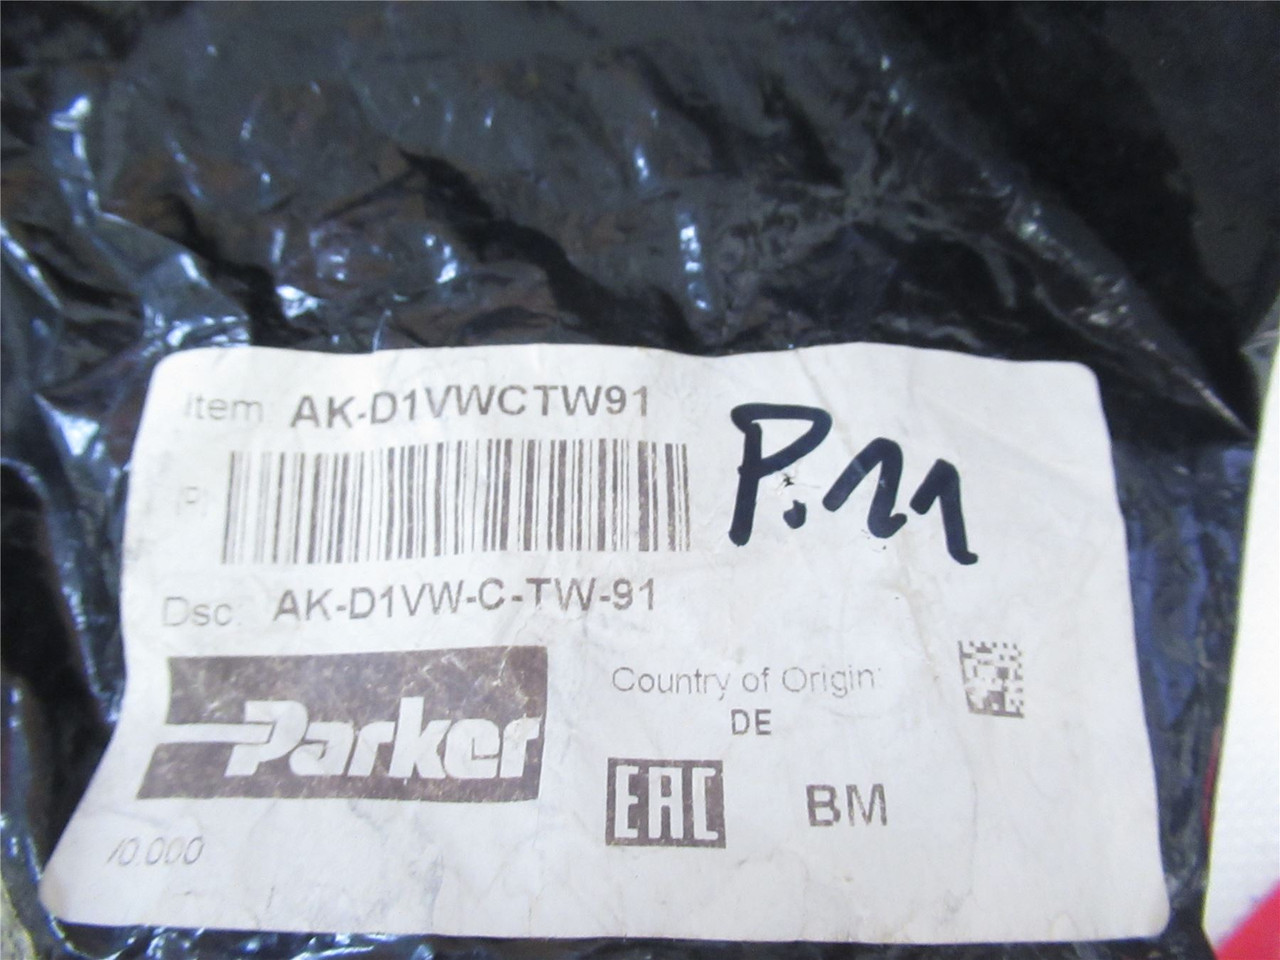 Item AK-D1VWCTW91
P.11
(P)
Dsc AK-D1VW-C-TW-91
Parker
Country of Origin:
DE
EAC
BM
/0.000